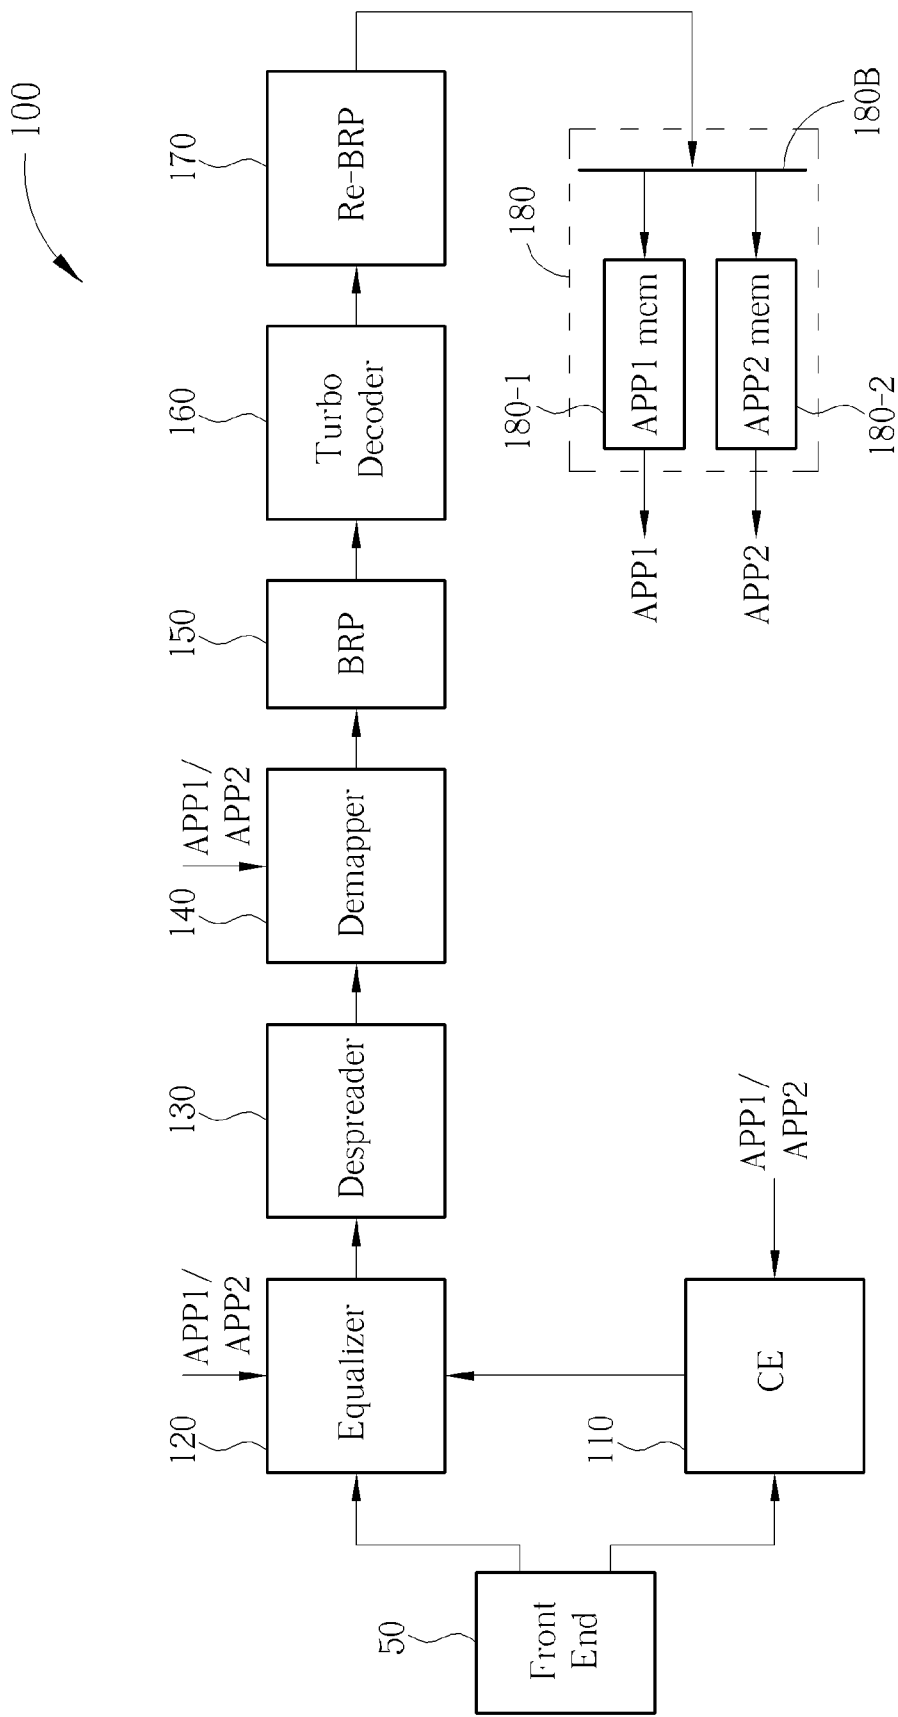 100
50
Front
End
120
APP1/
APP2
Equalizer
110
CE
APP1/
APP2
130
Despreader
140
APP1/
APP2
Demapper
150
BRP
160
Turbo
Decoder
170
Re-BRP
180
180B
180-1
APP1 mem
APP1
180-2
APP2 mem
APP2